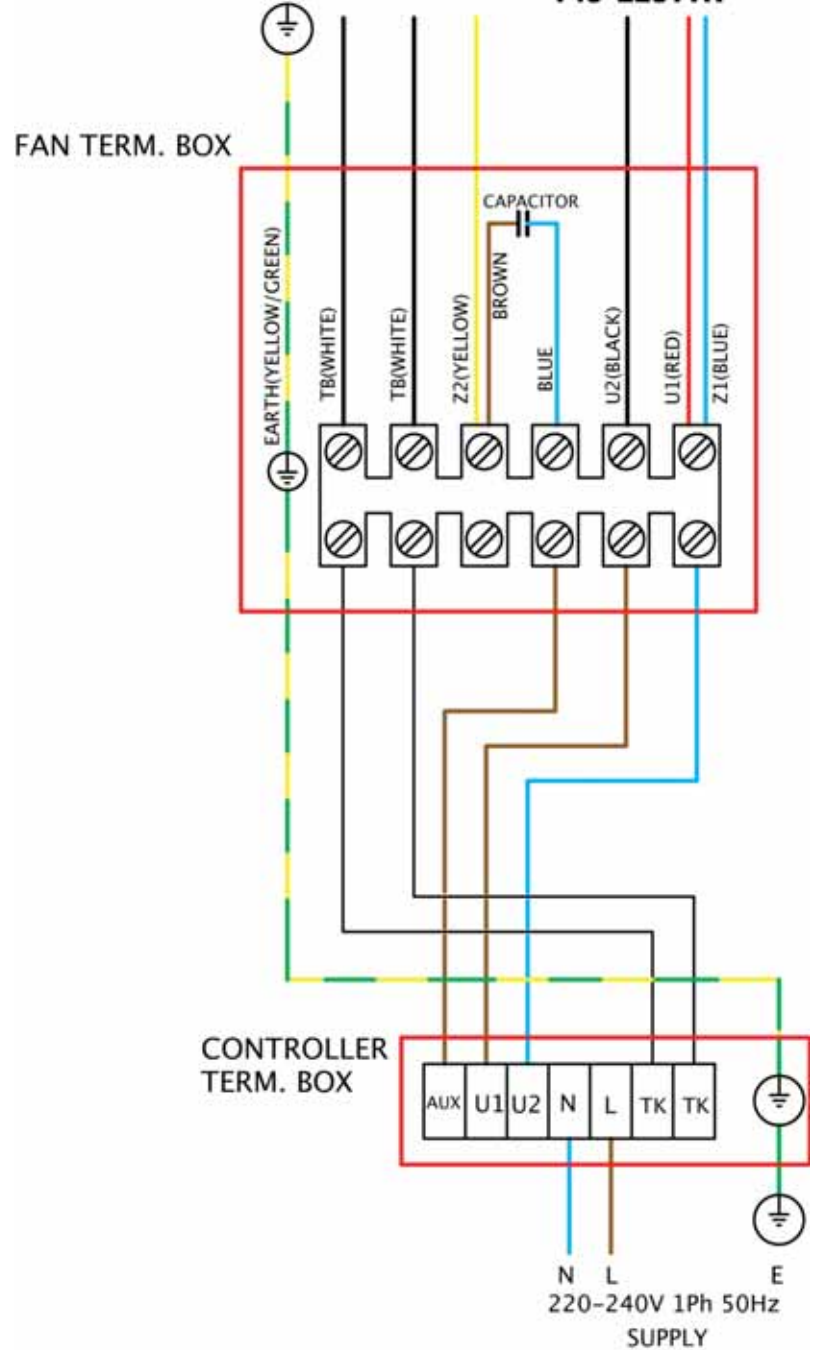 FAN TERM. BOX
CAPACITOR
EARTH(YELLOW/GREEN)
TB(WHITE)
TB(WHITE)
Z2(YELLOW)
BROWN
BLUE
U2(BLACK)
U1(RED)
Z1(BLUE)
CONTROLLER
TERM. BOX
AUX U1 U2 N L TK TK
N L E
220-240V 1Ph 50Hz
SUPPLY